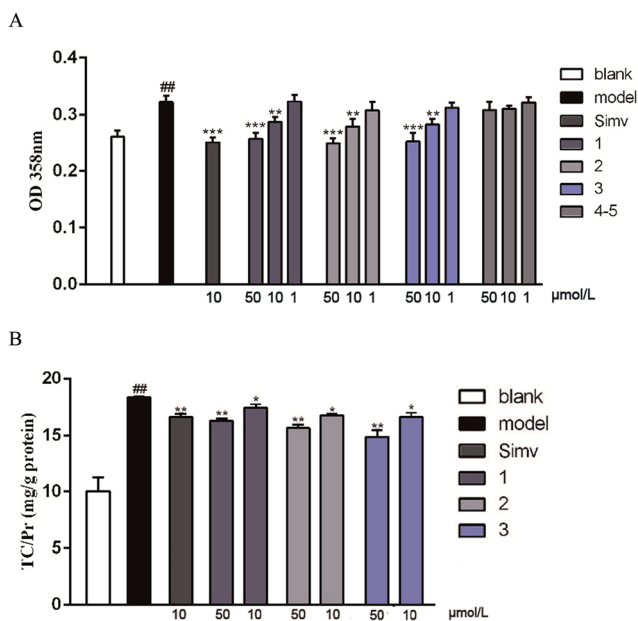 A
OD 358nm
0.4
0.3
0.2
0.1
0.0
##
***
***
**
***
**
***
**
10
50 10 1
50 10 1
50 10 1
50 10 1
µmol/L
blank
model
Simv
1
2
3
4-5
B
TC/Pr (mg/g protein)
20
15
10
5
0
##
**
**
*
**
*
**
*
10
50
10
50
10
50
10
µmol/L
blank
model
Simv
1
2
3